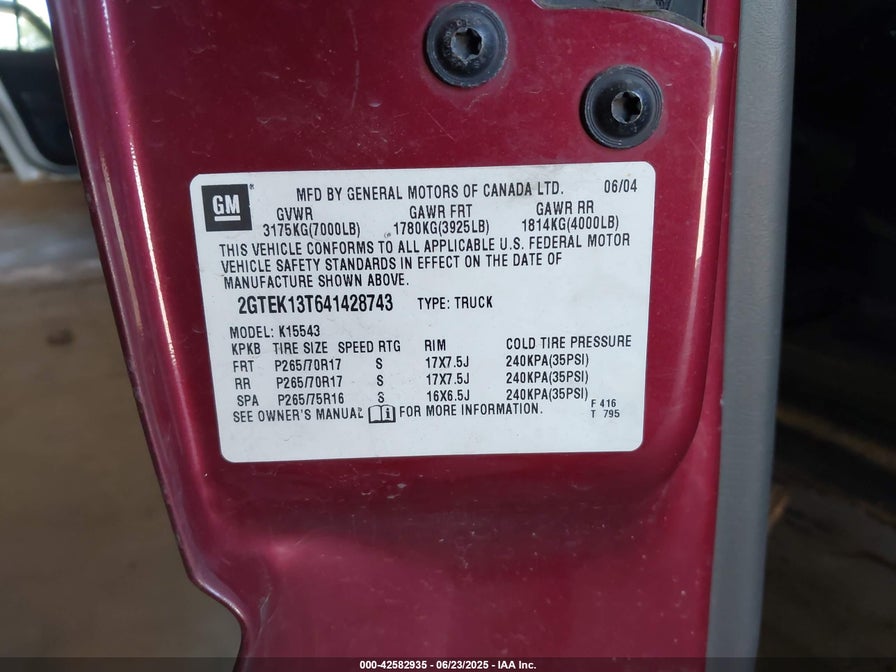 GM
MFD BY GENERAL MOTORS OF CANADA LTD. 06/04
GVWR GAWR FRT GAWR RR
3175KG(7000LB) 1780KG(3925LB) 1814KG(4000LB)
THIS VEHICLE CONFORMS TO ALL APPLICABLE U.S. FEDERAL MOTOR
VEHICLE SAFETY STANDARDS IN EFFECT ON THE DATE OF
MANUFACTURE SHOWN ABOVE.
2GTEK13T641428743 TYPE: TRUCK
MODEL: K15543
KPKB TIRE SIZE SPEED RTG RIM COLD TIRE PRESSURE
FRT P265/70R17 S 17X7.5J 240KPA(35PSI)
RR P265/70R17 S 17X7.5J 240KPA(35PSI)
SPA P265/75R16 S 16X6.5J 240KPA(35PSI)
SEE OWNER'S MANUAL FOR MORE INFORMATION.
F 416
T 795
000-42582935 - 06/23/2025 - IAA Inc.